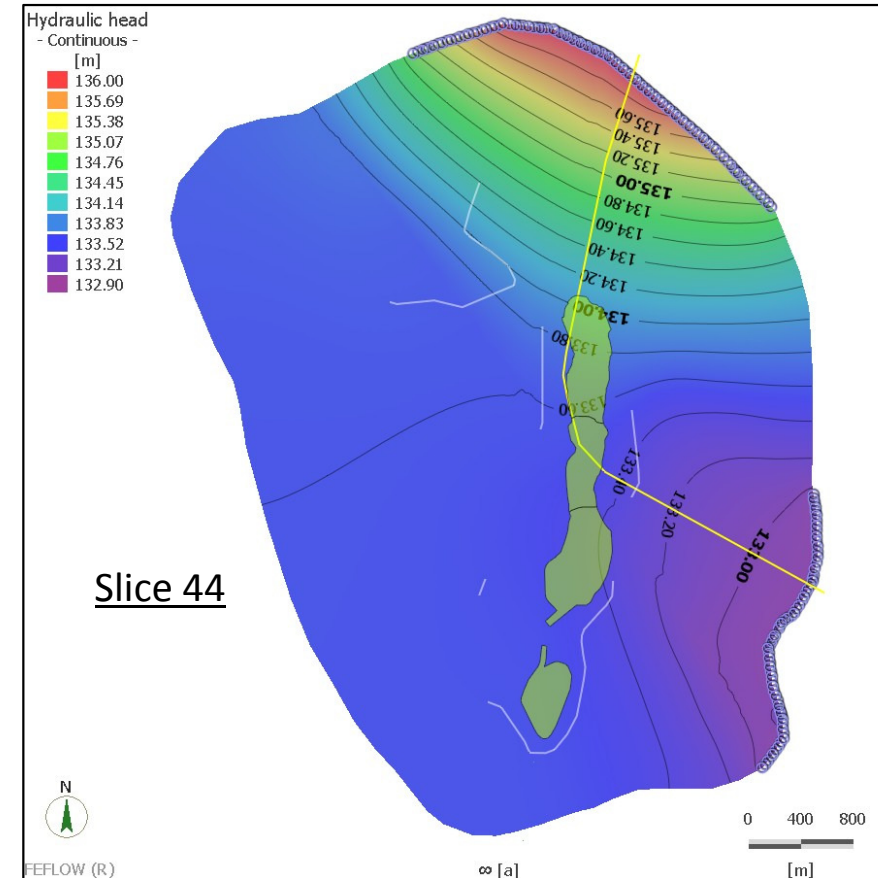 Hydraulic head
- Continuous -
[m]
136.00
135.69
135.38
135.07
134.76
134.45
134.14
133.83
133.52
133.21
132.90
135.60
135.40
135.20
135.00
134.80
134.60
134.40
134.20
134.00
133.80
133.60
133.40
133.20
133.00
Slice 44
N
0 400 800
FEFLOW (R)
∞ [a]
[m]